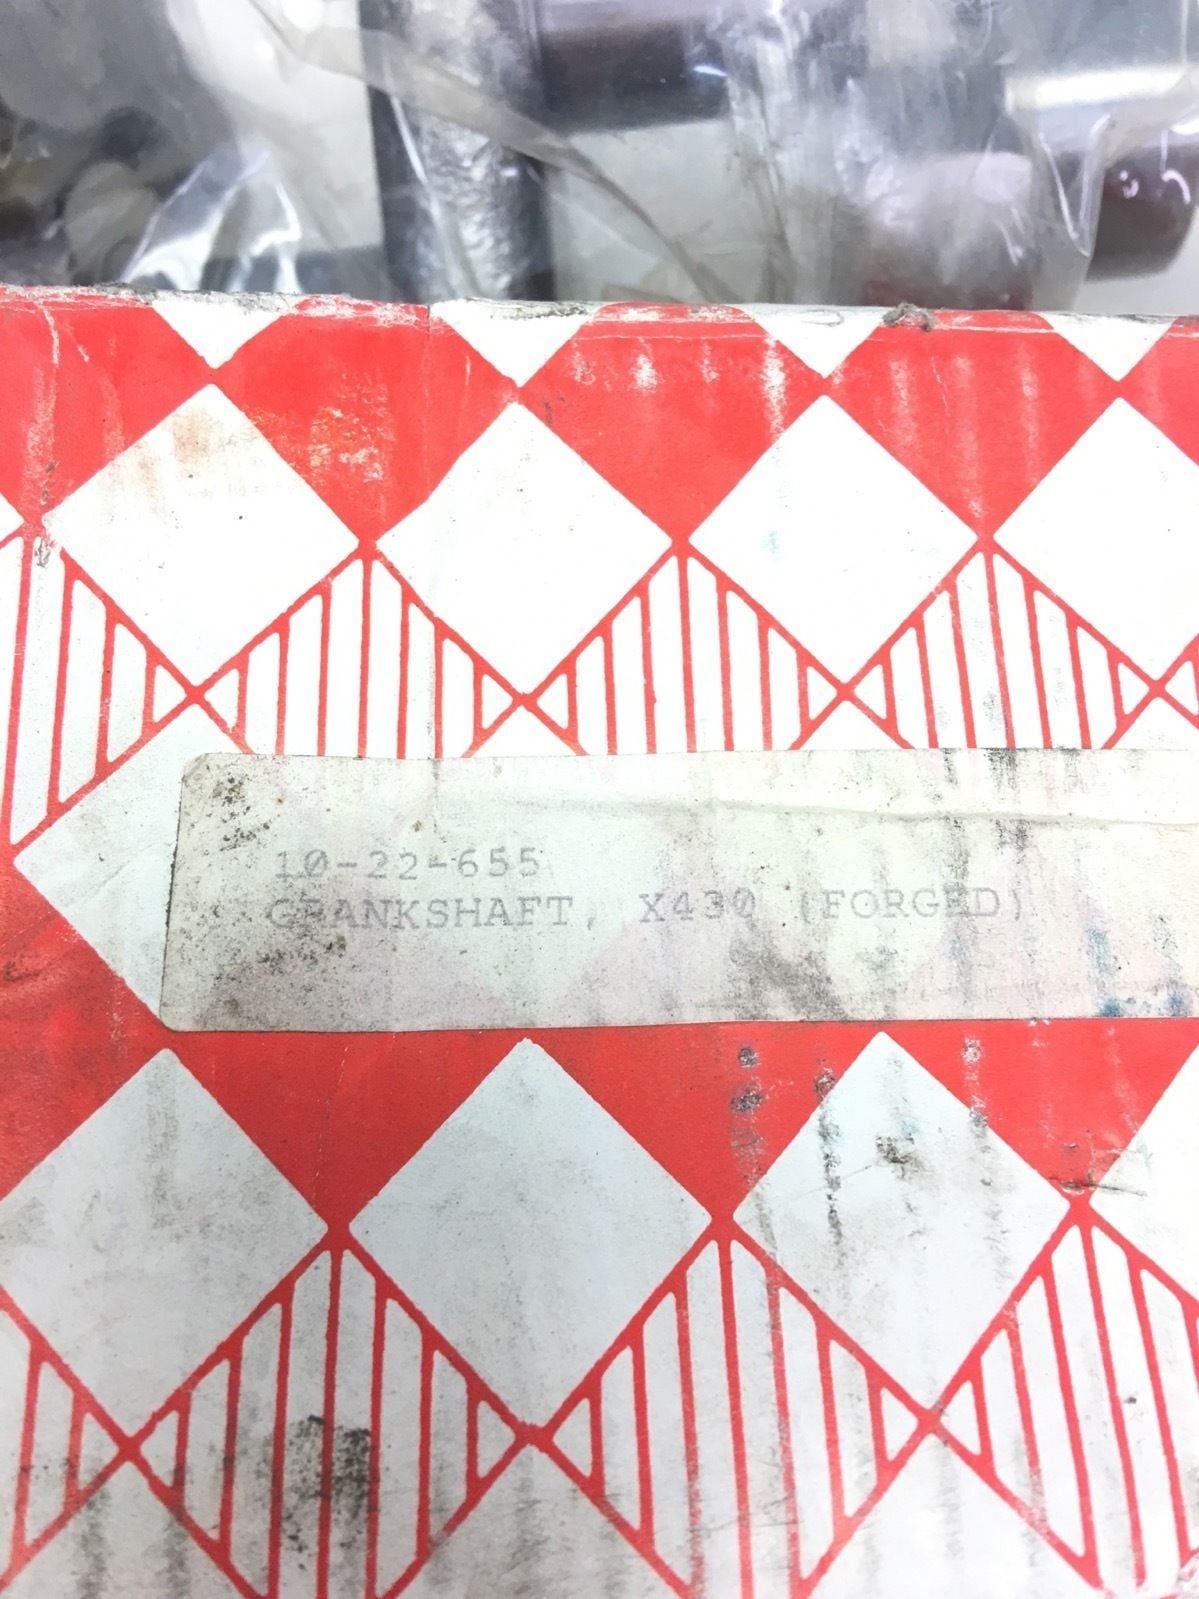 10-22-655
CRANKSHAFT, X430 (FORGED)